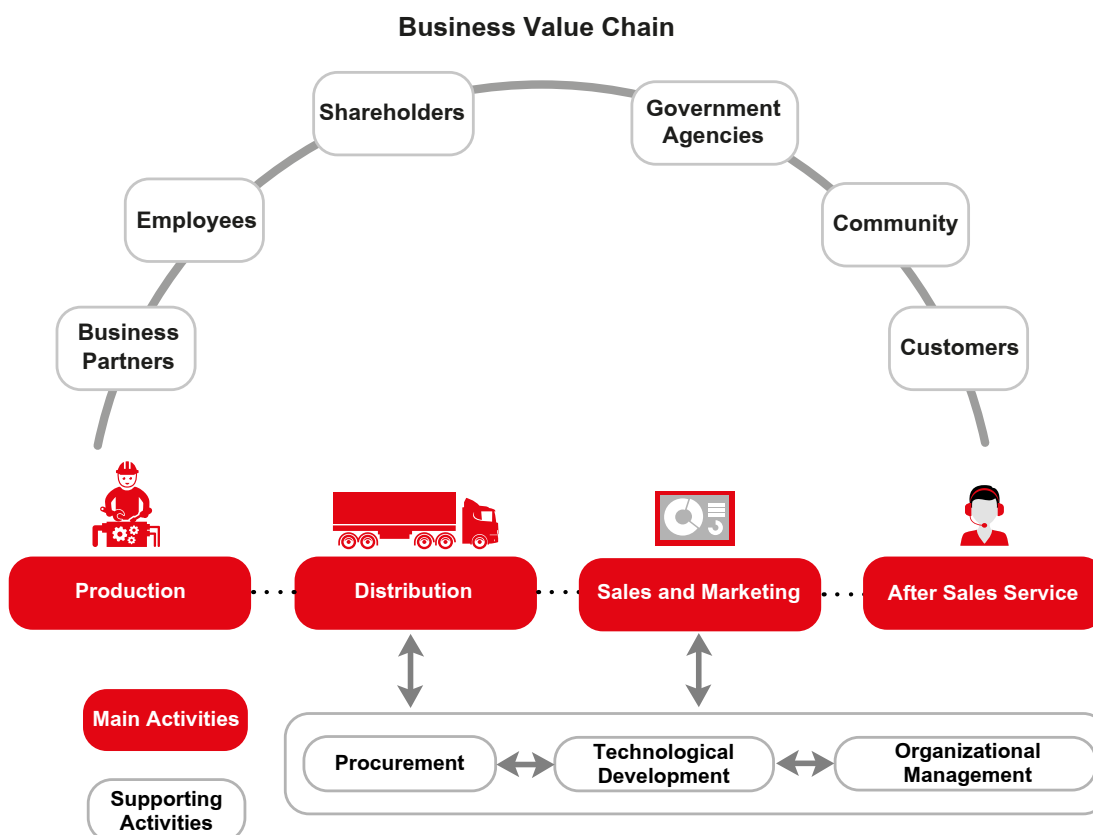 Business Value Chain
Shareholders
Government
Agencies
Employees
Community
Business
Partners
Customers
Production
Distribution
Sales and Marketing
After Sales Service
Main Activities
Procurement
Technological
Development
Organizational
Management
Supporting
Activities